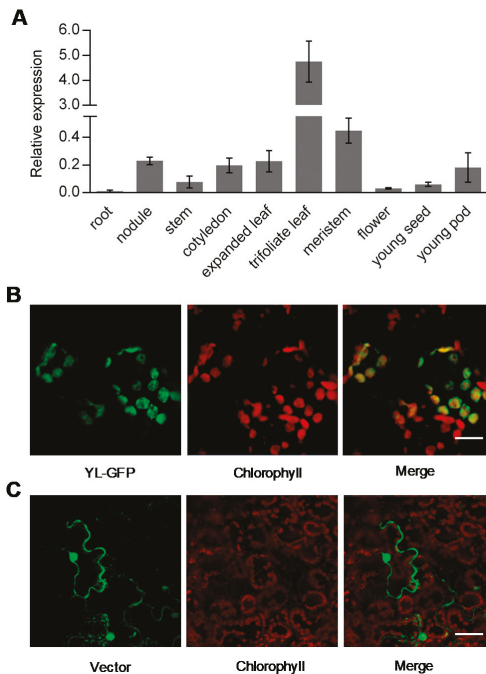 A
Relative expression
6.0
5.0
4.0
3.0
0.4
0.2
0.0
root
nodule
stem
cotyledon
expanded leaf
trifoliate leaf
meristem
flower
young seed
young pod
B
YL-GFP
Chlorophyll
Merge
C
Vector
Chlorophyll
Merge